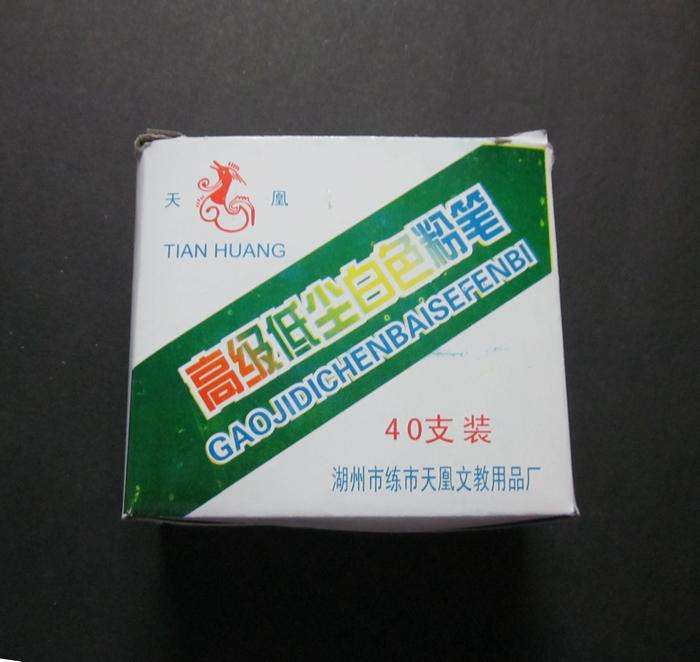 天 凰
TIAN HUANG
高级低尘白色粉笔
GAOJIDICHENBAISEFENBI
40支装
湖州市练市天凰文教用品厂